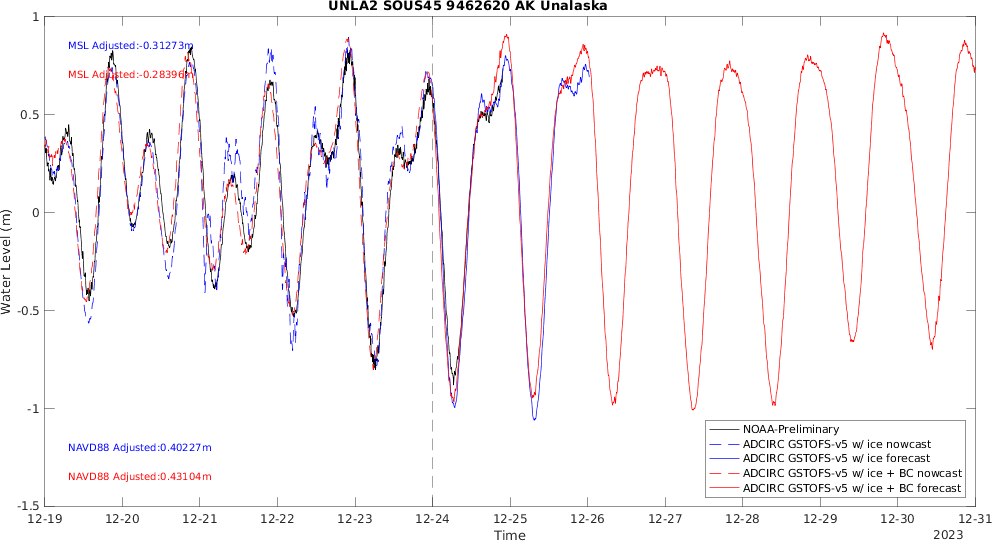 UNLA2 SOUS45 9462620 AK Unalaska
1
0.5
0
-0.5
-1
-1.5
Water Level (m)
MSL Adjusted:-0.31273m
MSL Adjusted:-0.28396m
NAVD88 Adjusted:0.40227m
NAVD88 Adjusted:0.43104m
NOAA-Preliminary
ADCIRC GSTOFS-v5 w/ ice nowcast
ADCIRC GSTOFS-v5 w/ ice forecast
ADCIRC GSTOFS-v5 w/ ice + BC nowcast
ADCIRC GSTOFS-v5 w/ ice + BC forecast
12-19 12-20 12-21 12-22 12-23 12-24 12-25 12-26 12-27 12-28 12-29 12-30 12-31
Time
2023